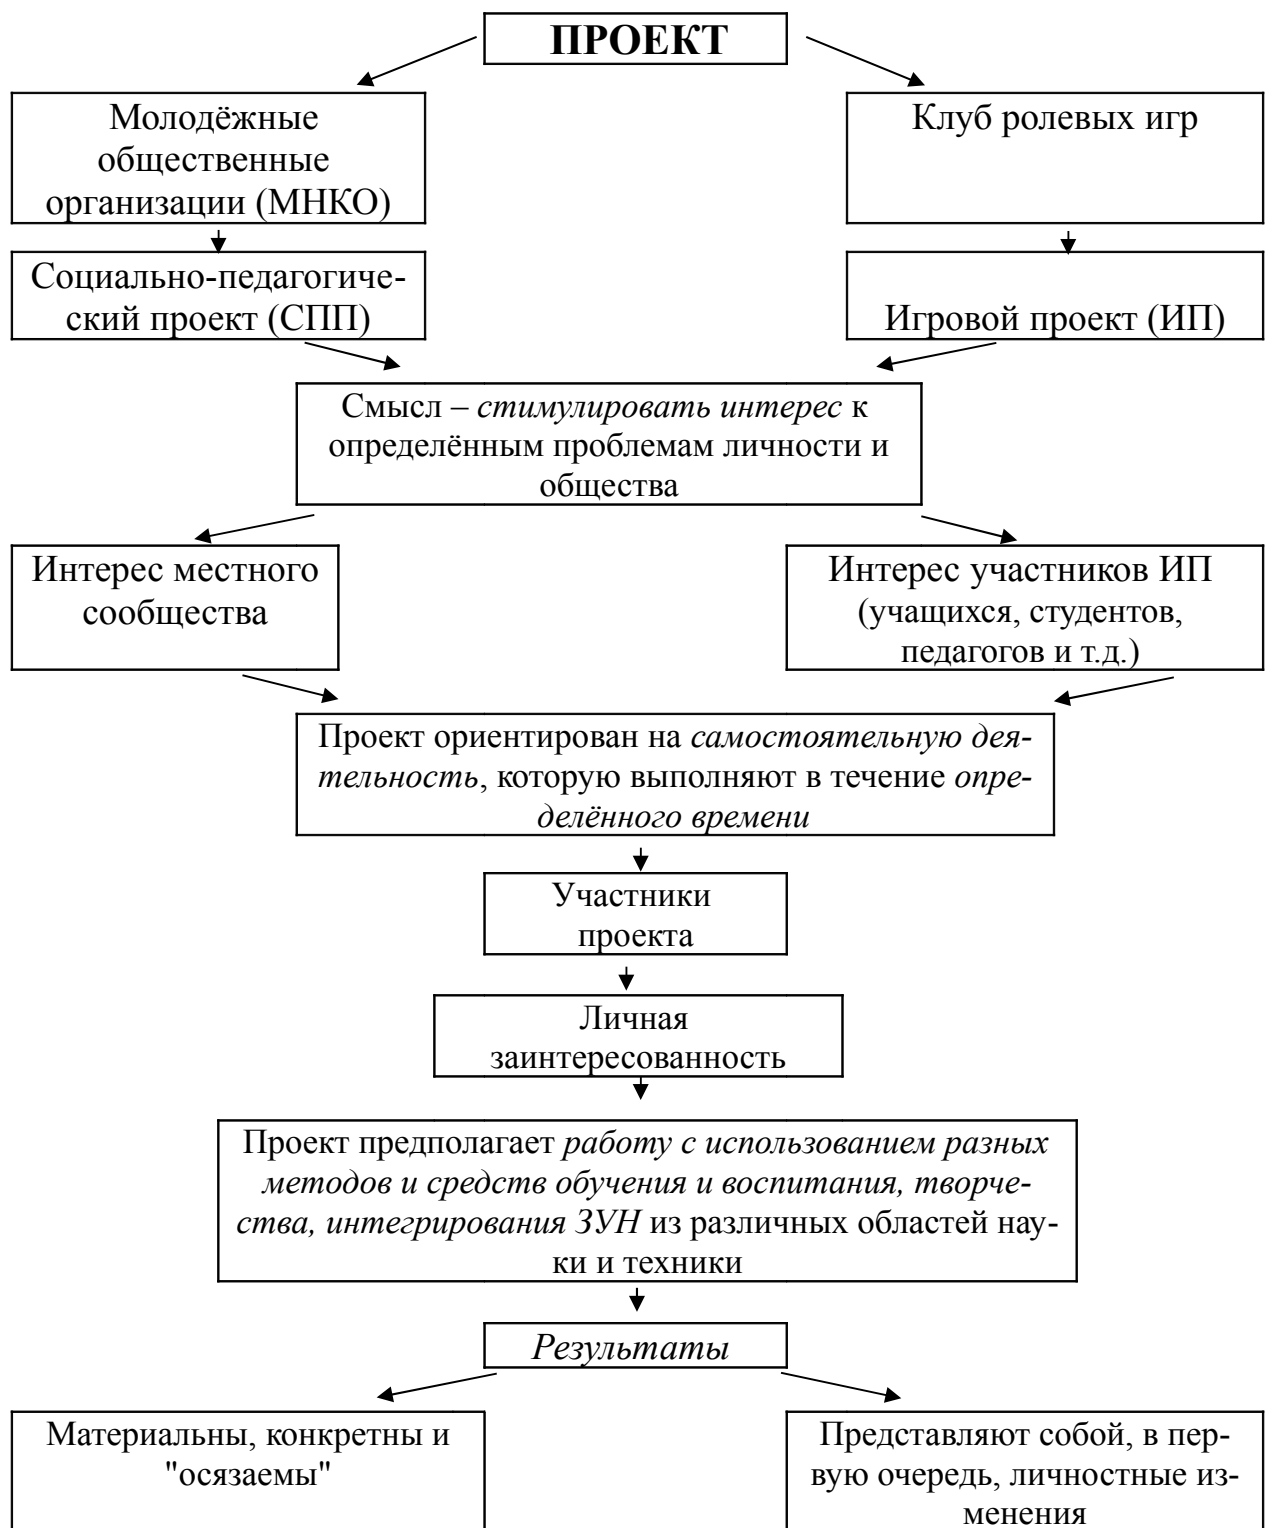 ПРОЕКТ
Молодёжные
общественные
организации (МНКО)
Клуб ролевых игр
Социально-педагогиче-
ский проект (СПП)
Игровой проект (ИП)
Смысл – стимулировать интерес к
определённым проблемам личности и
общества
Интерес местного
сообщества
Интерес участников ИП
(учащихся, студентов,
педагогов и т.д.)
Проект ориентирован на самостоятельную дея-
тельность, которую выполняют в течение опре-
делённого времени
Участники
проекта
Личная
заинтересованность
Проект предполагает работу с использованием разных
методов и средств обучения и воспитания, творче-
ства, интегрирования ЗУН из различных областей нау-
ки и техники
Результаты
Материальны, конкретны и
"осязаемы"
Представляют собой, в пер-
вую очередь, личностные из-
менения